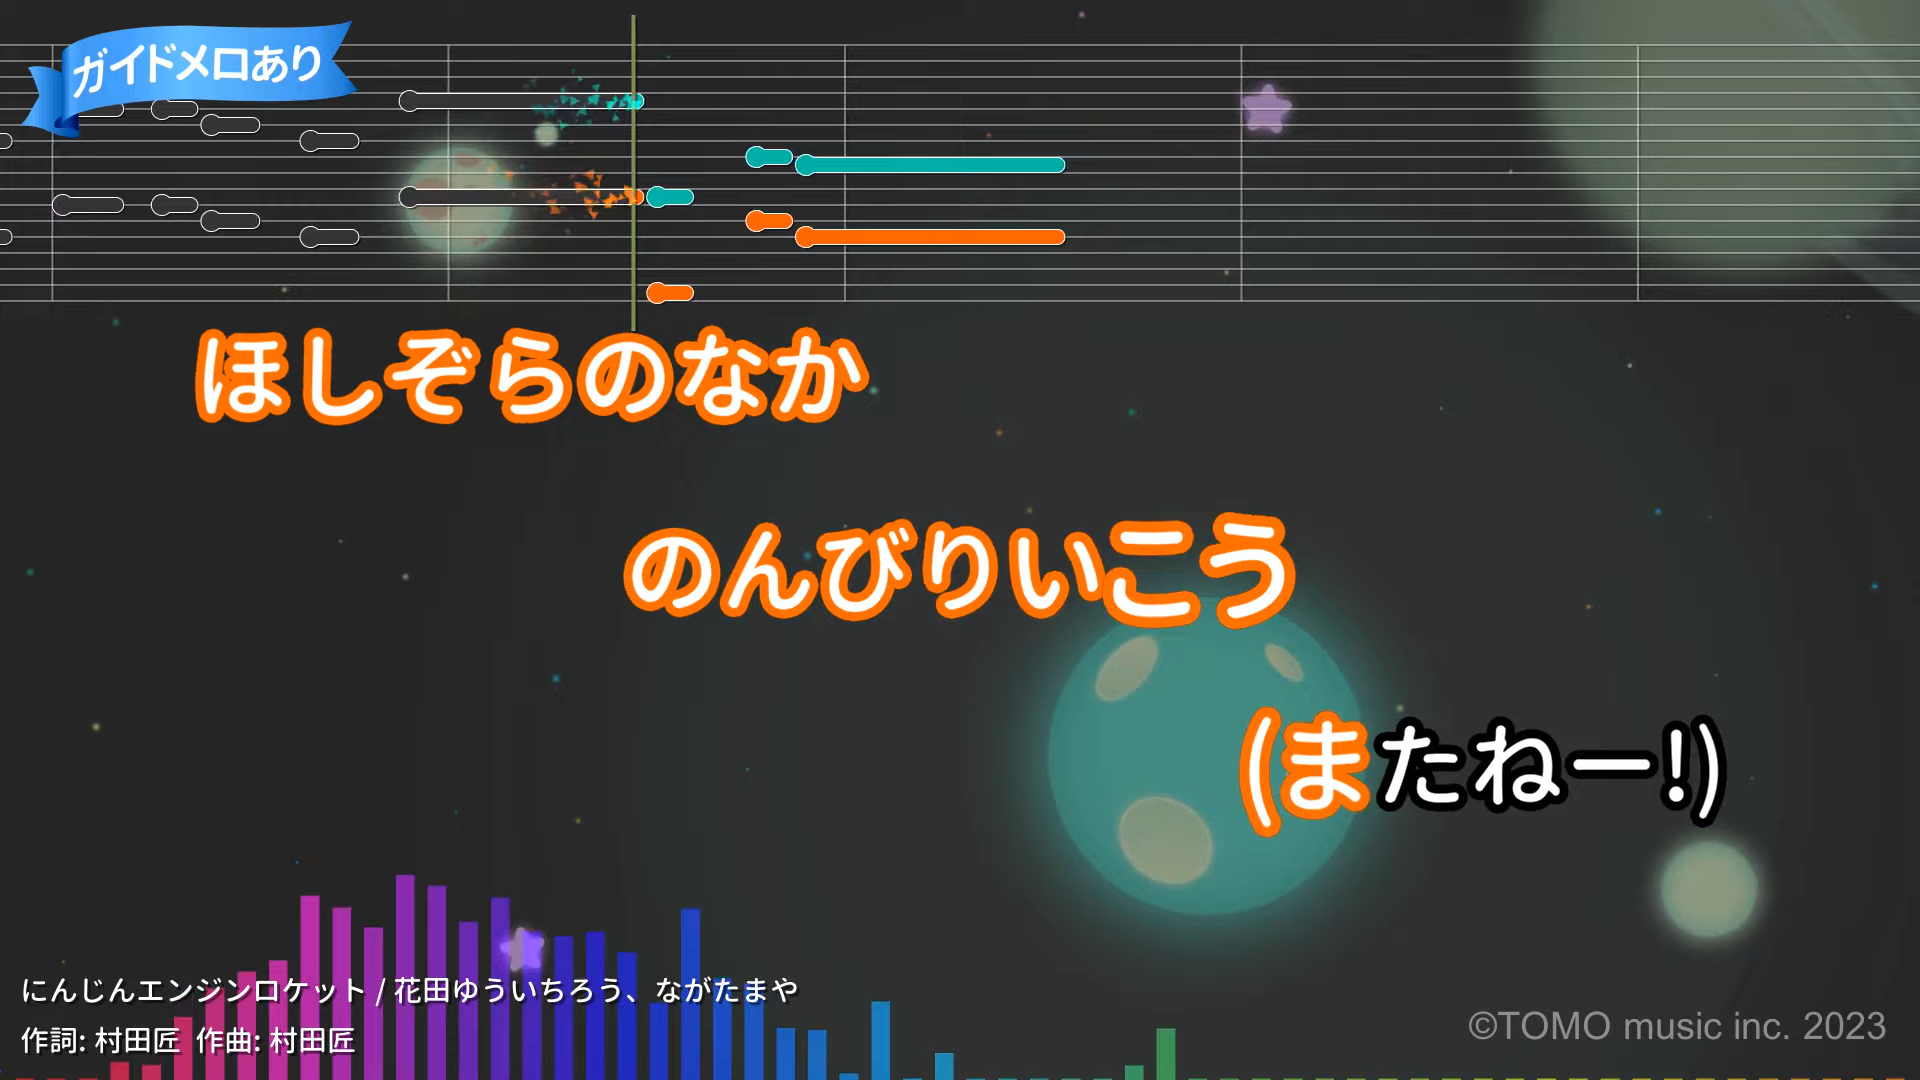 ガイドメロあり
ほしぞらのなか
のんびりいこう
(またねー!)
にんじんエンジンロケット / 花田ゆういちろう、ながたまや
作詞: 村田匠 作曲: 村田匠
©TOMO music inc. 2023